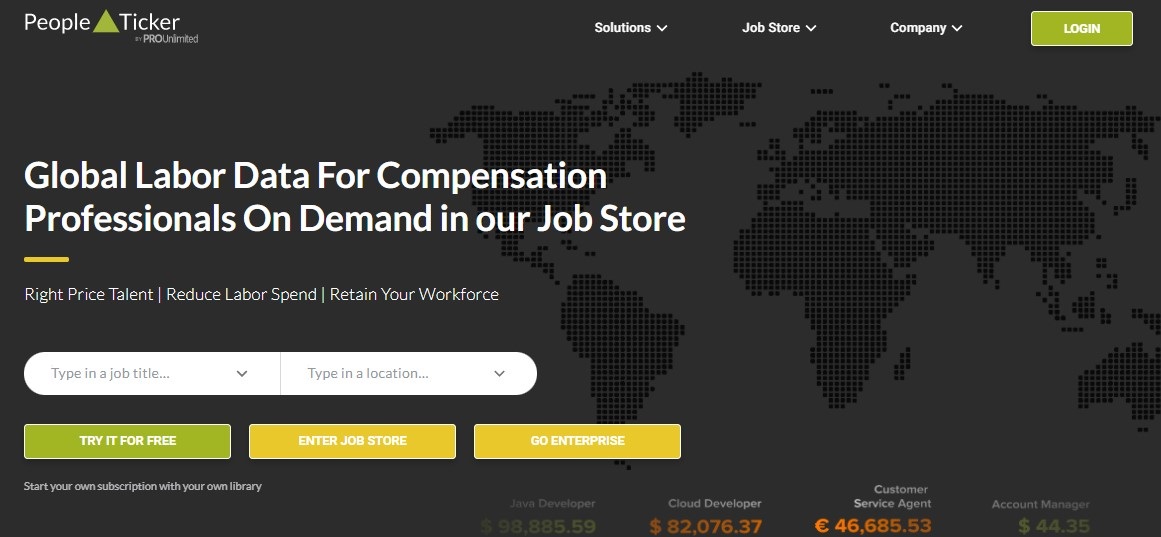 People Ticker
BY PRO Unlimited
Solutions
Job Store
Company
LOGIN
Global Labor Data For Compensation
Professionals On Demand in our Job Store
Right Price Talent | Reduce Labor Spend | Retain Your Workforce
Type in a job title...
Type in a location...
TRY IT FOR FREE
ENTER JOB STORE
GO ENTERPRISE
Start your own subscription with your own library
Java Developer
$ 98,885.59
Cloud Developer
$ 82,076.37
Customer
Service Agent
€ 46,685.53
Account Manager
$ 44.35